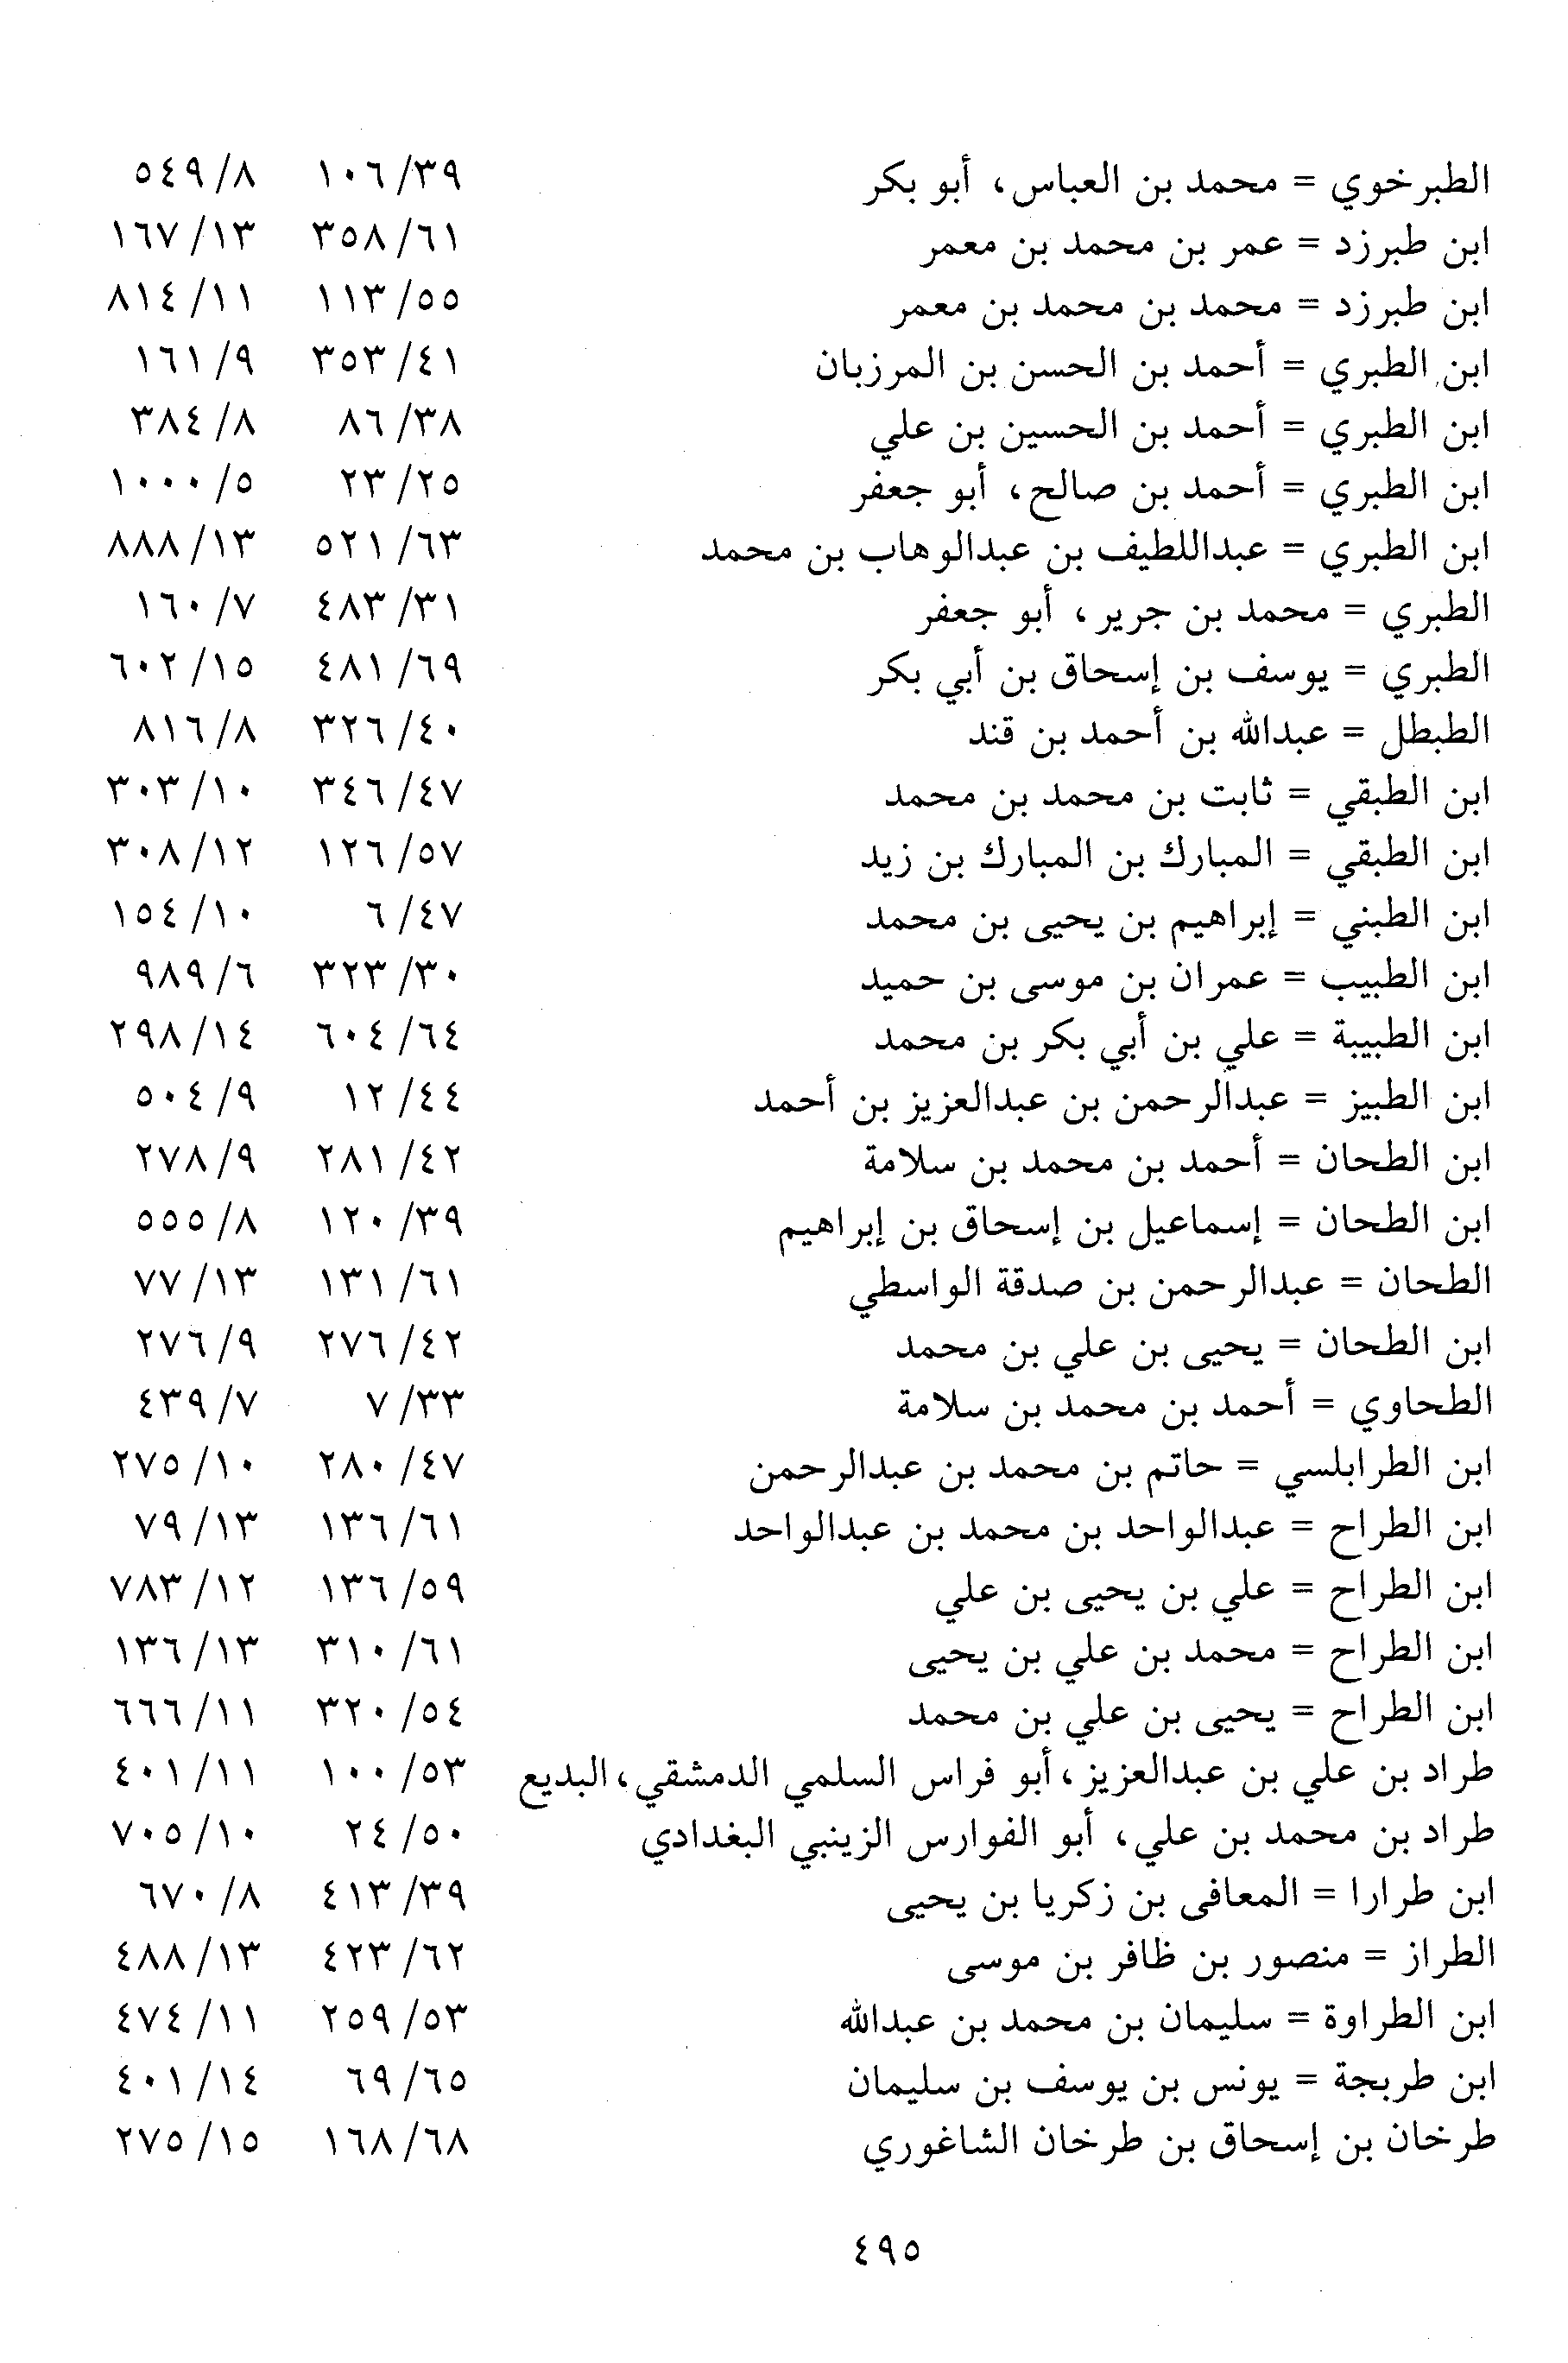 الطبرخوي = محمد بن العباس، أبو بكر ١٠٦/٣٩ ٥٤٩/٨
ابن طبرزد = عمر بن محمد بن معمر ٣٥٨/٦١ ١٦٧/١٣
ابن طبرزد = محمد بن محمد بن معمر ١١٣/٥٥ ٨١٤/١١
ابن الطبري = أحمد بن الحسن بن المرزبان ٣٥٣/٤١ ١٦١/٩
ابن الطبري = أحمد بن الحسين بن علي ٨٦/٣٨ ٣٨٤/٨
ابن الطبري = أحمد بن صالح، أبو جعفر ٢٣/٢٥ ١٠٠٠/٥
ابن الطبري = عبداللطيف بن عبدالوهاب بن محمد ٥٢١/٦٣ ٨٨٨/١٣
الطبري = محمد بن جرير، أبو جعفر ٤٨٣/٣١ ١٦٠/٧
الطبري = يوسف بن إسحاق بن أبي بكر ٤٨١/٦٩ ٦٠٢/١٥
الطبطل = عبدالله بن أحمد بن قند ٣٢٦/٤٠ ٨١٦/٨
ابن الطبقي = ثابت بن محمد بن محمد ٣٤٦/٤٧ ٣٠٣/١٠
ابن الطبقي = المبارك بن المبارك بن زيد ١٢٦/٥٧ ٣٠٨/١٢
ابن الطبني = إبراهيم بن يحيى بن محمد ٦/٤٧ ١٥٤/١٠
ابن الطبيب = عمران بن موسى بن حميد ٣٢٣/٣٠ ٩٨٩/٦
ابن الطبيبة = علي بن أبي بكر بن محمد ٦٠٤/٦٤ ٢٩٨/١٤
ابن الطبيز = عبدالرحمن بن عبدالعزيز بن أحمد ١٢/٤٤ ٥٠٤/٩
ابن الطحان = أحمد بن محمد بن سلامة ٢٨١/٤٢ ٢٧٨/٩
ابن الطحان = إسماعيل بن إسحاق بن إبراهيم ١٢٠/٣٩ ٥٥٥/٨
الطحان = عبدالرحمن بن صدقة الواسطي ١٣١/٦١ ٧٧/١٣
ابن الطحان = يحيى بن علي بن محمد ٢٧٦/٤٢ ٢٧٦/٩
الطحاوي = أحمد بن محمد بن سلامة ٧/٣٣ ٤٣٩/٧
ابن الطرابلسي = حاتم بن محمد بن عبدالرحمن ٢٨٠/٤٧ ٢٧٥/١٠
ابن الطراح = عبدالواحد بن محمد بن عبدالواحد ١٣٦/٦١ ٧٩/١٣
ابن الطراح = علي بن يحيى بن علي ١٣٦/٥٩ ٧٨٣/١٢
ابن الطراح = محمد بن علي بن يحيى ٣١٠/٦١ ١٣٦/١٣
ابن الطراح = يحيى بن علي بن محمد ٣٢٠/٥٤ ٦٦٦/١١
طراد بن علي بن عبدالعزيز، أبو فراس السلمي الدمشقي، البديع ١٠٠/٥٣ ٤٠١/١١
طراد بن محمد بن علي، أبو الفوارس الزينبي البغدادي ٢٤/٥٠ ٧٠٥/١٠
ابن طرارا = المعافى بن زكريا بن يحيى ٤١٣/٣٩ ٦٧٠/٨
الطراز = منصور بن ظافر بن موسى ٤٢٣/٦٢ ٤٨٨/١٣
ابن الطراوة = سليمان بن محمد بن عبدالله ٢٥٩/٥٣ ٤٧٤/١١
ابن طربجة = يونس بن يوسف بن سليمان ٦٩/٦٥ ٤٠١/١٤
طرخان بن إسحاق بن طرخان الشاغوري ١٦٨/٦٨ ٢٧٥/١٥
٤٩٥